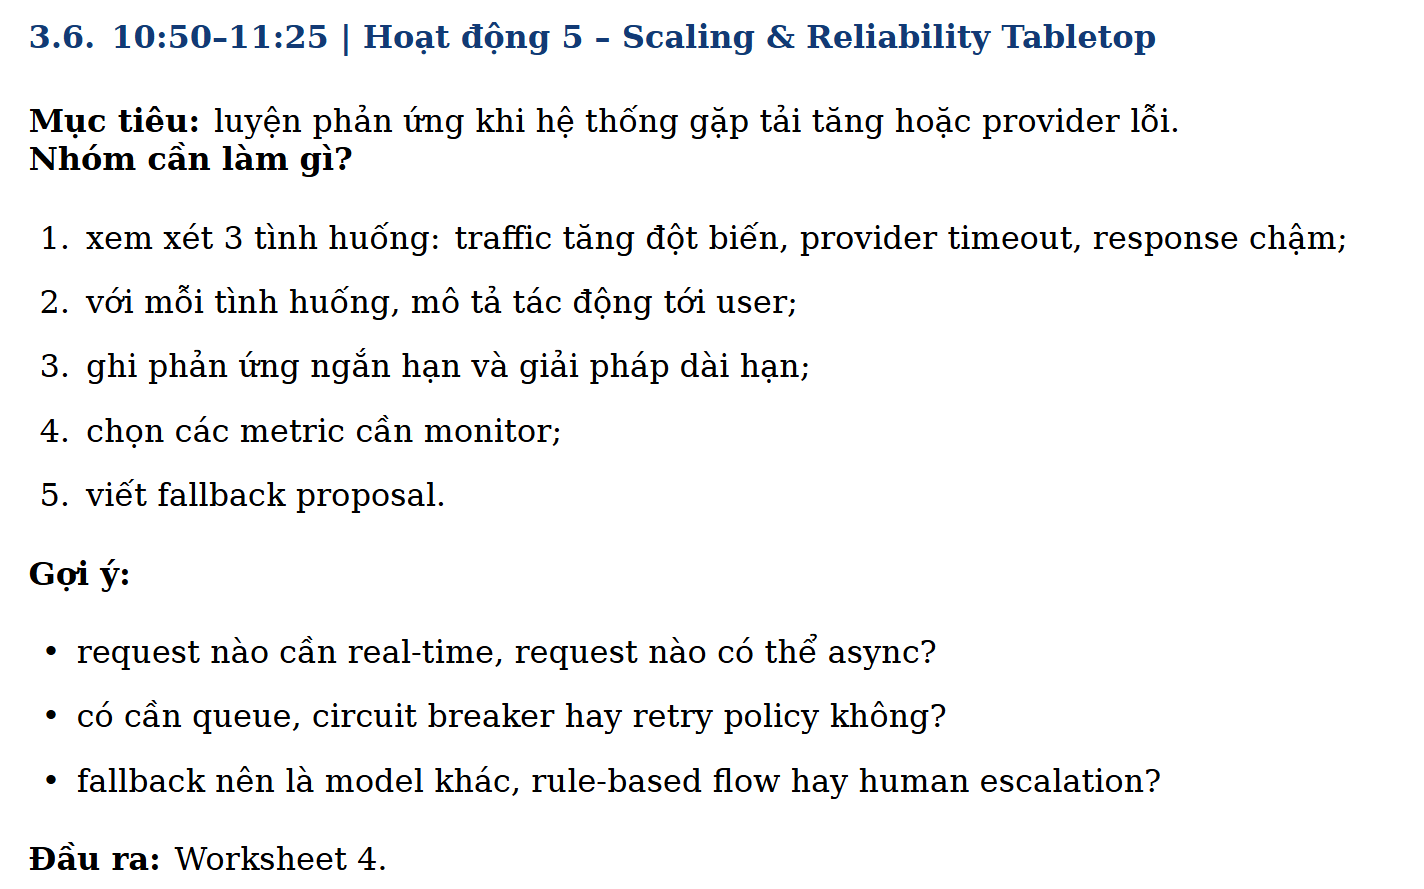 3.6. 10:50–11:25 | Hoạt động 5 – Scaling & Reliability Tabletop
Mục tiêu: luyện phản ứng khi hệ thống gặp tải tăng hoặc provider lỗi.
Nhóm cần làm gì?
1. xem xét 3 tình huống: traffic tăng đột biến, provider timeout, response chậm;
2. với mỗi tình huống, mô tả tác động tới user;
3. ghi phản ứng ngắn hạn và giải pháp dài hạn;
4. chọn các metric cần monitor;
5. viết fallback proposal.
Gợi ý:
• request nào cần real-time, request nào có thể async?
• có cần queue, circuit breaker hay retry policy không?
• fallback nên là model khác, rule-based flow hay human escalation?
Đầu ra: Worksheet 4.